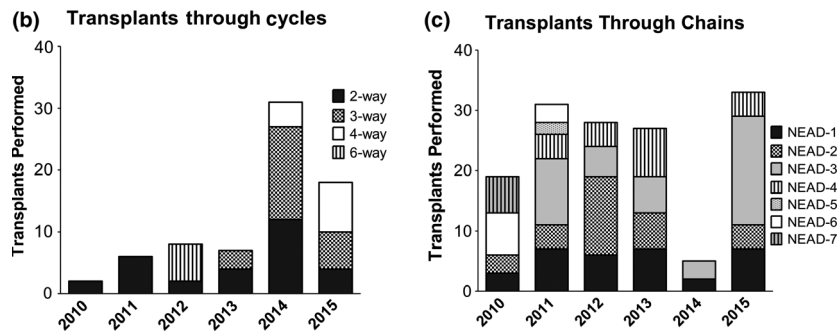 (b) Transplants through cycles
Transplants Performed
40
30
20
10
0
2010 2011 2012 2013 2014 2015
2-way
3-way
4-way
6-way
(c) Transplants Through Chains
Transplants Performed
40
30
20
10
0
2010 2011 2012 2013 2014 2015
NEAD-1
NEAD-2
NEAD-3
NEAD-4
NEAD-5
NEAD-6
NEAD-7